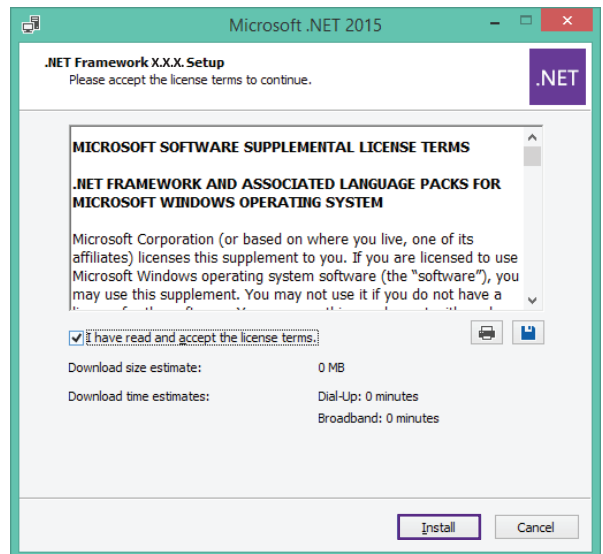 Microsoft .NET 2015
.NET Framework X.X.X. Setup
Please accept the license terms to continue.
.NET
MICROSOFT SOFTWARE SUPPLEMENTAL LICENSE TERMS
.NET FRAMEWORK AND ASSOCIATED LANGUAGE PACKS FOR
MICROSOFT WINDOWS OPERATING SYSTEM
Microsoft Corporation (or based on where you live, one of its
affiliates) licenses this supplement to you. If you are licensed to use
Microsoft Windows operating system software (the “software”), you
may use this supplement. You may not use it if you do not have a
I have read and accept the license terms.
Download size estimate: 0 MB
Download time estimates: Dial-Up: 0 minutes
Broadband: 0 minutes
Install Cancel